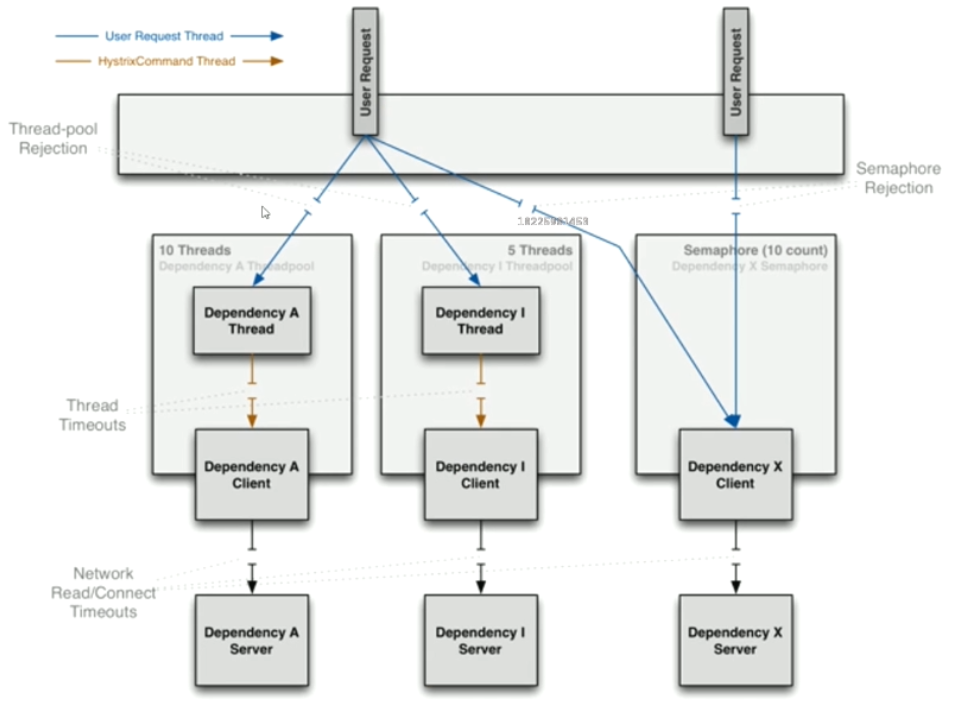 User Request Thread
HystrixCommand Thread
User Request
User Request
Thread-pool
Rejection
Semaphore
Rejection
10 Threads
Dependency A Threadpool
5 Threads
Dependency I Threadpool
Semaphore (10 count)
Dependency X Semaphore
Dependency A
Thread
Dependency I
Thread
Thread
Timeouts
Dependency A
Client
Dependency I
Client
Dependency X
Client
Network
Read/Connect
Timeouts
Dependency A
Server
Dependency I
Server
Dependency X
Server